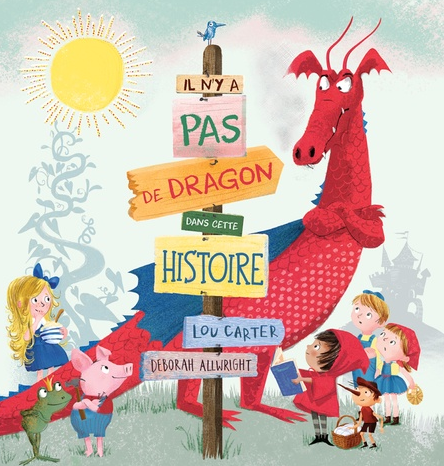 IL N'Y A
PAS
DE DRAGON
DANS CETTE
HISTOIRE
LOU CARTER
DEBORAH ALLWRIGHT